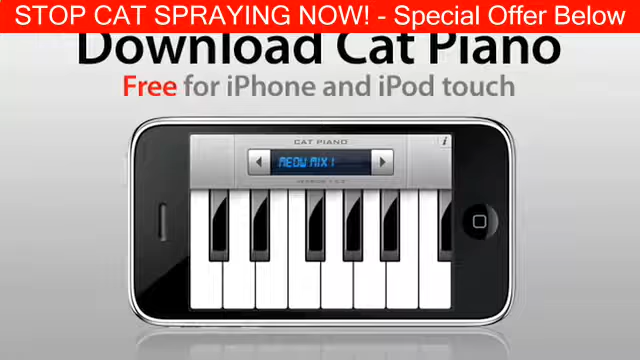 STOP CAT SPRAYING NOW! - Special Offer Below
Download Cat Piano
Free for iPhone and iPod touch
CAT PIANO
i
MEOW MIX!